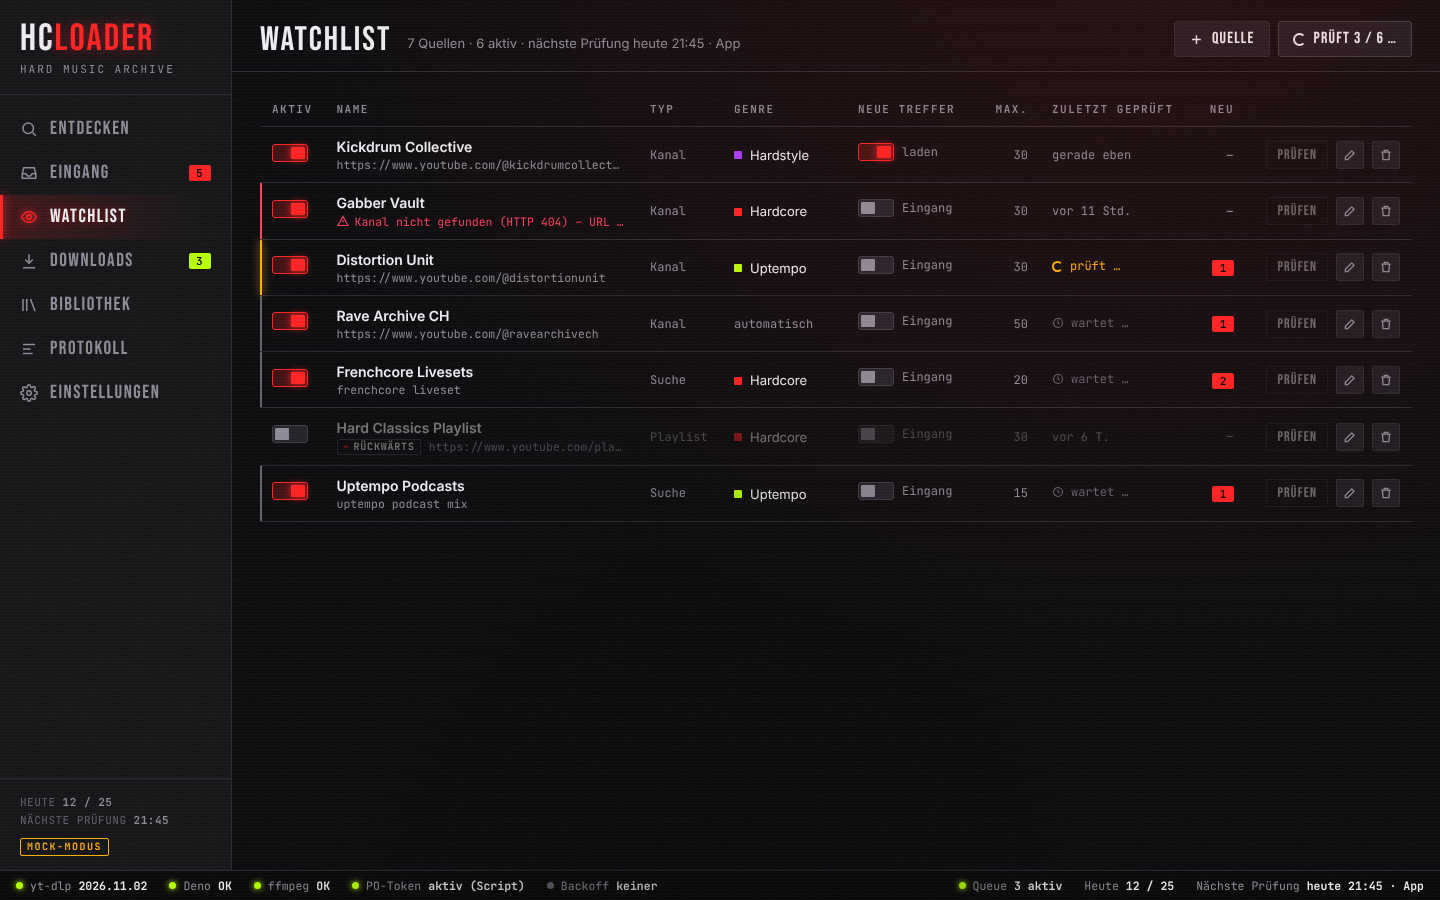 HCLOADER
HARD MUSIC ARCHIVE
ENTDECKEN
EINGANG 5
WATCHLIST
DOWNLOADS 3
BIBLIOTHEK
PROTOKOLL
EINSTELLUNGEN
HEUTE 12 / 25
NÄCHSTE PRÜFUNG 21:45
MOCK-MODUS
WATCHLIST 7 Quellen · 6 aktiv · nächste Prüfung heute 21:45 · App
+ QUELLE
PRÜFT 3 / 6 …
AKTIV NAME TYP GENRE NEUE TREFFER MAX. ZULETZT GEPRÜFT NEU
Kickdrum Collective
https://www.youtube.com/@kickdrumcollect…
Kanal Hardstyle laden 30 gerade eben – PRÜFEN
Gabber Vault
Kanal nicht gefunden (HTTP 404) – URL …
Kanal Hardcore Eingang 30 vor 11 Std. – PRÜFEN
Distortion Unit
https://www.youtube.com/@distortionunit
Kanal Uptempo Eingang 30 prüft … 1 PRÜFEN
Rave Archive CH
https://www.youtube.com/@ravearchivech
Kanal automatisch Eingang 50 wartet … 1 PRÜFEN
Frenchcore Livesets
frenchcore liveset
Suche Hardcore Eingang 20 wartet … 2 PRÜFEN
Hard Classics Playlist
RÜCKWÄRTS https://www.youtube.com/pla…
Playlist Hardcore Eingang 30 vor 6 T. – PRÜFEN
Uptempo Podcasts
uptempo podcast mix
Suche Uptempo Eingang 15 wartet … 1 PRÜFEN
yt-dlp 2026.11.02 Deno OK ffmpeg OK PO-Token aktiv (Script) Backoff keiner Queue 3 aktiv Heute 12 / 25 Nächste Prüfung heute 21:45 · App